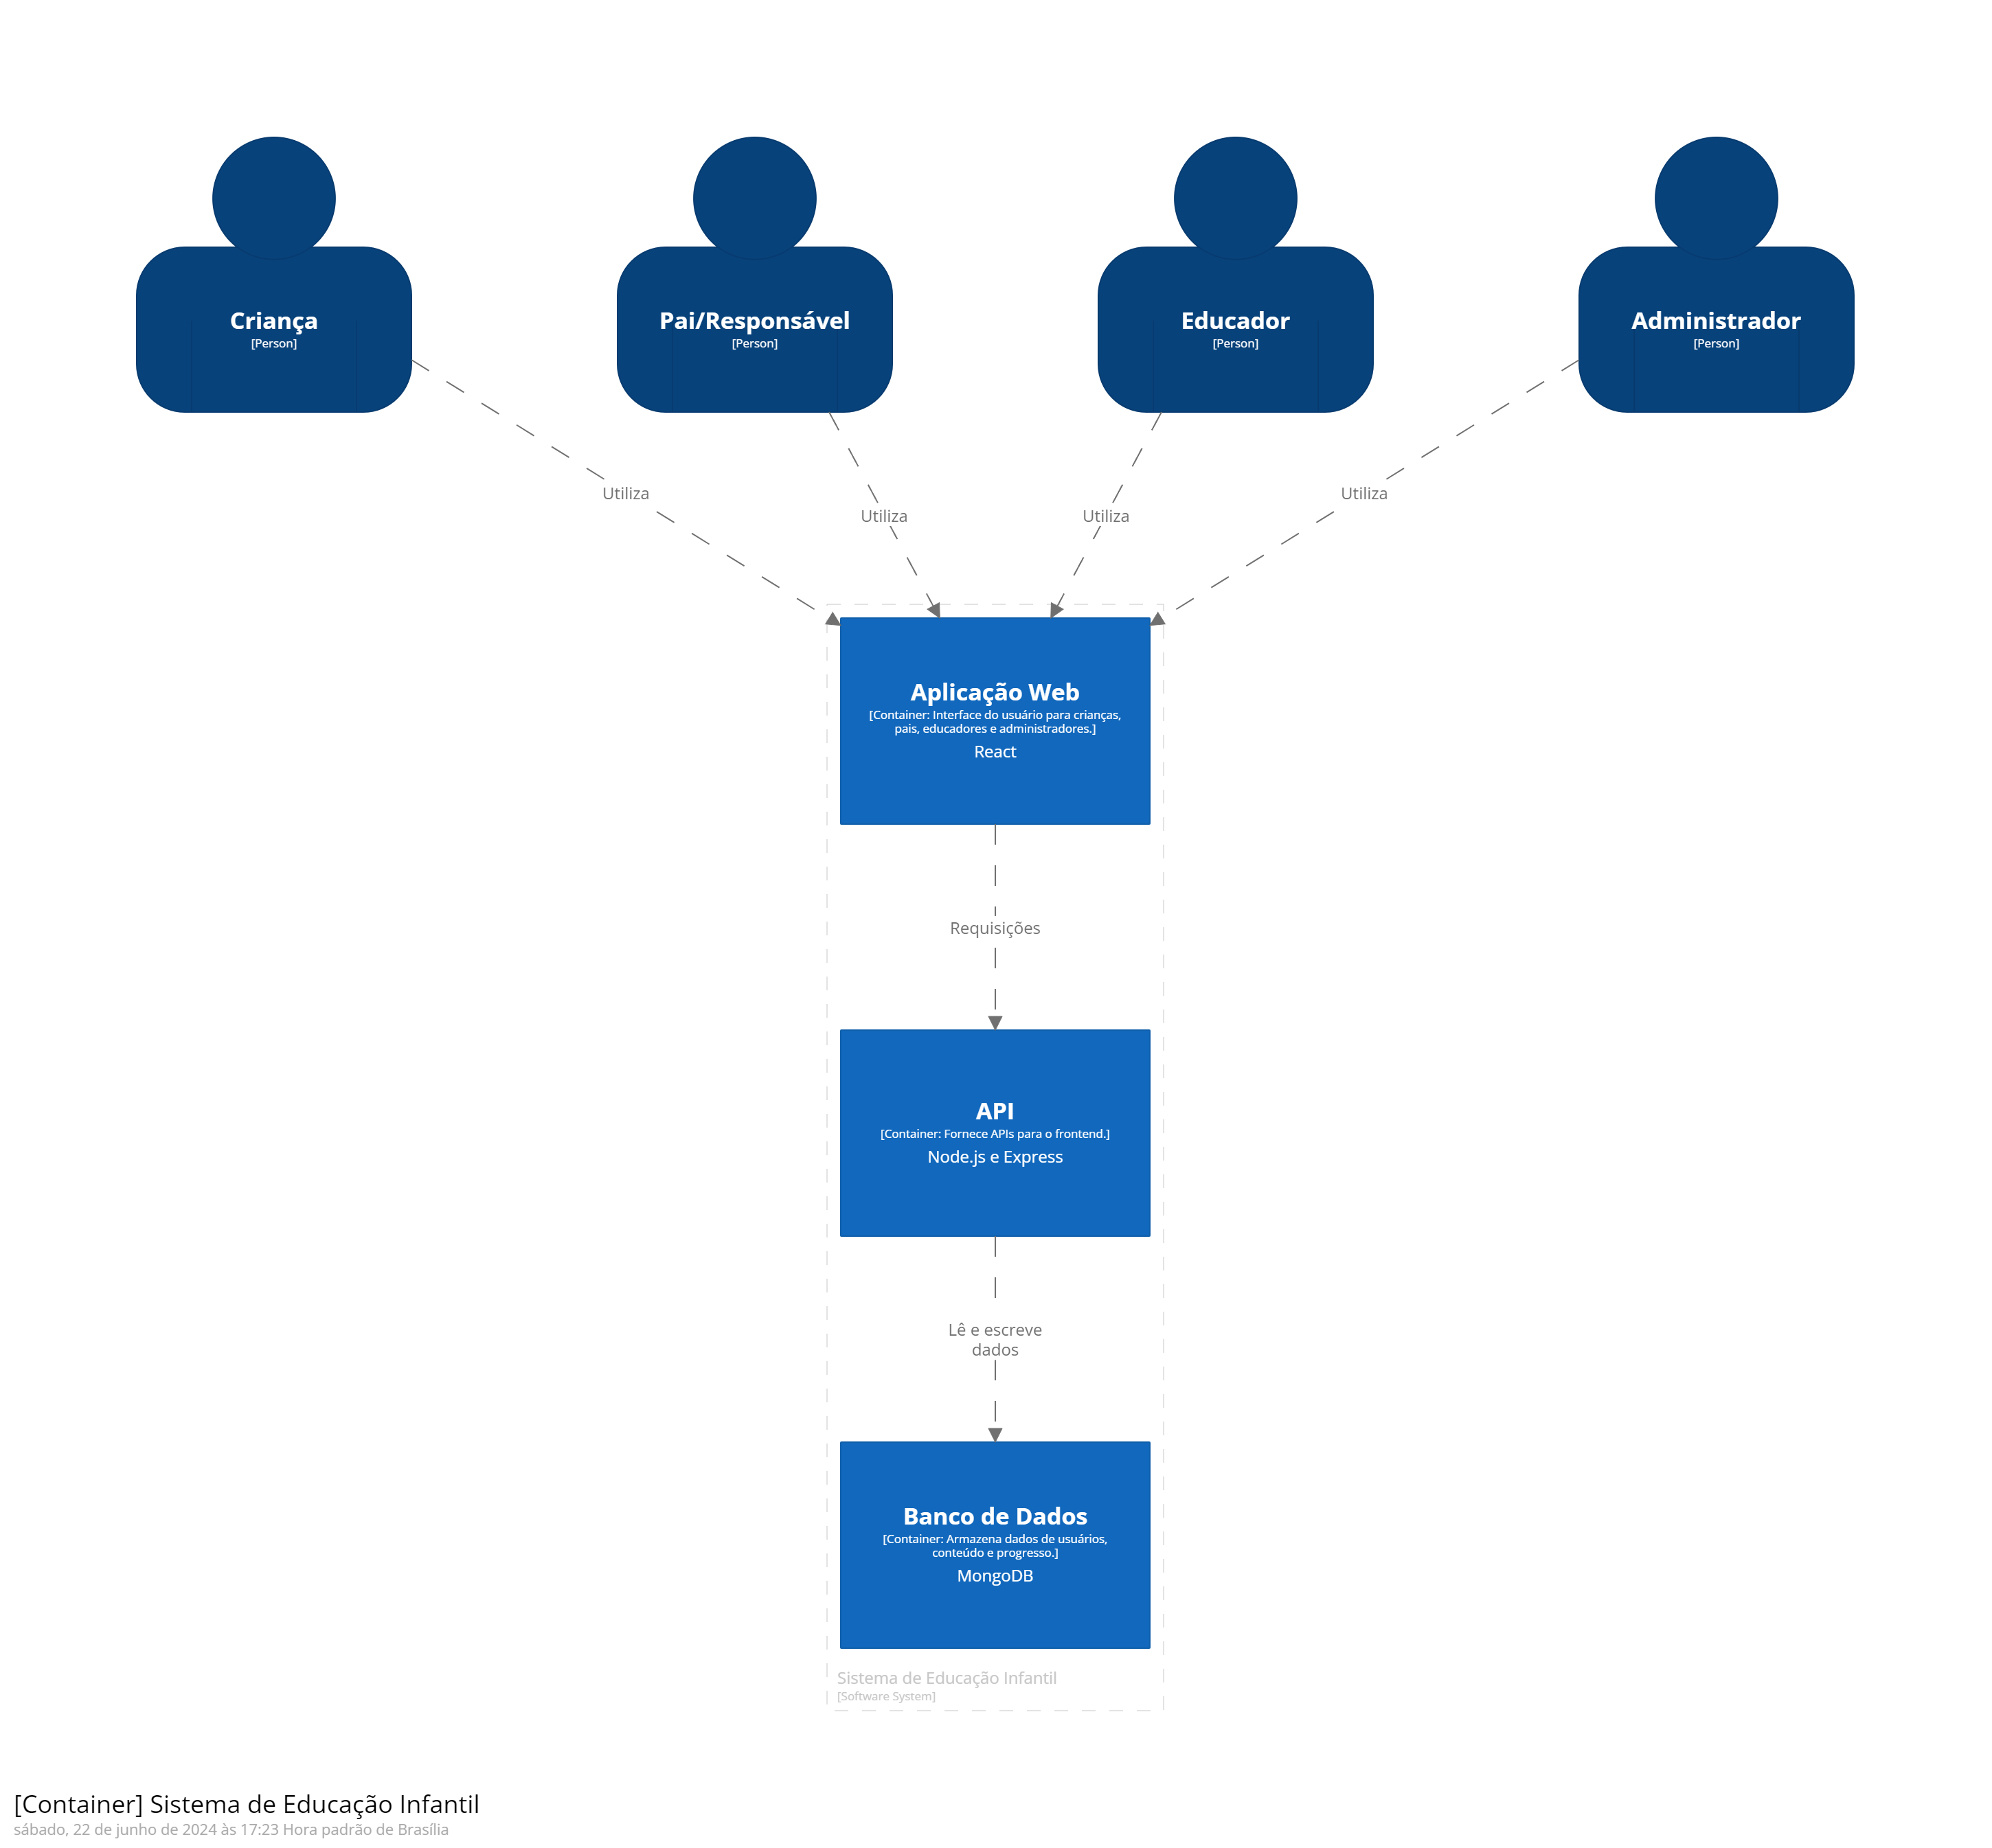 Criança
[Person]
Pai/Responsável
[Person]
Educador
[Person]
Administrador
[Person]
Utiliza
Utiliza
Utiliza
Utiliza
Aplicação Web
[Container: Interface do usuário para crianças,
pais, educadores e administradores.]
React
Requisições
API
[Container: Fornece APIs para o frontend.]
Node.js e Express
Lê e escreve
dados
Banco de Dados
[Container: Armazena dados de usuários,
conteúdo e progresso.]
MongoDB
Sistema de Educação Infantil
[Software System]
[Container] Sistema de Educação Infantil
sábado, 22 de junho de 2024 às 17:23 Hora padrão de Brasília